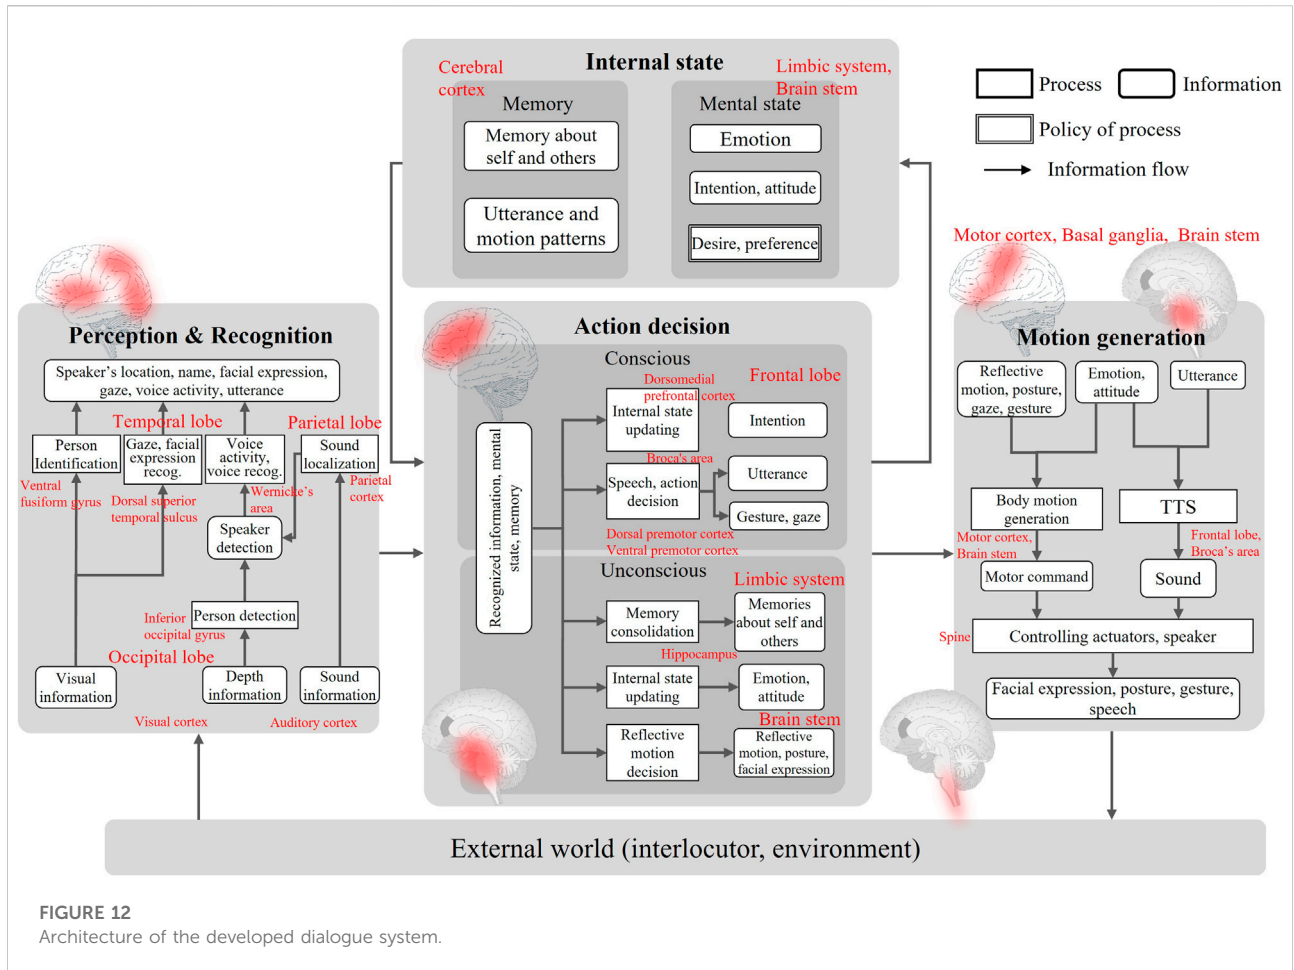 Internal state
Cerebral
cortex
Limbic system,
Brain stem
Memory
Mental state
Memory about
self and others
Utterance and
motion patterns
Emotion
Intention, attitude
Desire, preference
Process
Information
Policy of process
Information flow
Perception & Recognition
Speaker's location, name, facial expression,
gaze, voice activity, utterance
Temporal lobe
Parietal lobe
Person
Identification
Gaze, facial
expression
recog.
Voice
activity,
voice recog.
Sound
localization
Ventral
fusiform gyrus
Dorsal superior
temporal sulcus
Wernicke's
area
Parietal
cortex
Speaker
detection
Inferior
occipital gyrus
Person detection
Occipital lobe
Visual
information
Depth
information
Sound
information
Visual cortex
Auditory cortex
Action decision
Conscious
Dorsomedial
prefrontal cortex
Frontal lobe
Internal state
updating
Intention
Broca's area
Speech, action
decision
Utterance
Gesture, gaze
Dorsal premotor cortex
Ventral premotor cortex
Recognized information, mental
state, memory
Unconscious
Limbic system
Memory
consolidation
Memories
about self and
others
Hippocampus
Internal state
updating
Emotion,
attitude
Brain stem
Reflective
motion
decision
Reflective
motion, posture,
facial expression
Motor cortex, Basal ganglia, Brain stem
Motion generation
Reflective
motion, posture,
gaze, gesture
Emotion,
attitude
Utterance
Body motion
generation
TTS
Motor cortex,
Brain stem
Frontal lobe,
Broca's area
Motor command
Sound
Spine
Controlling actuators, speaker
Facial expression, posture, gesture,
speech
External world (interlocutor, environment)
FIGURE 12
Architecture of the developed dialogue system.